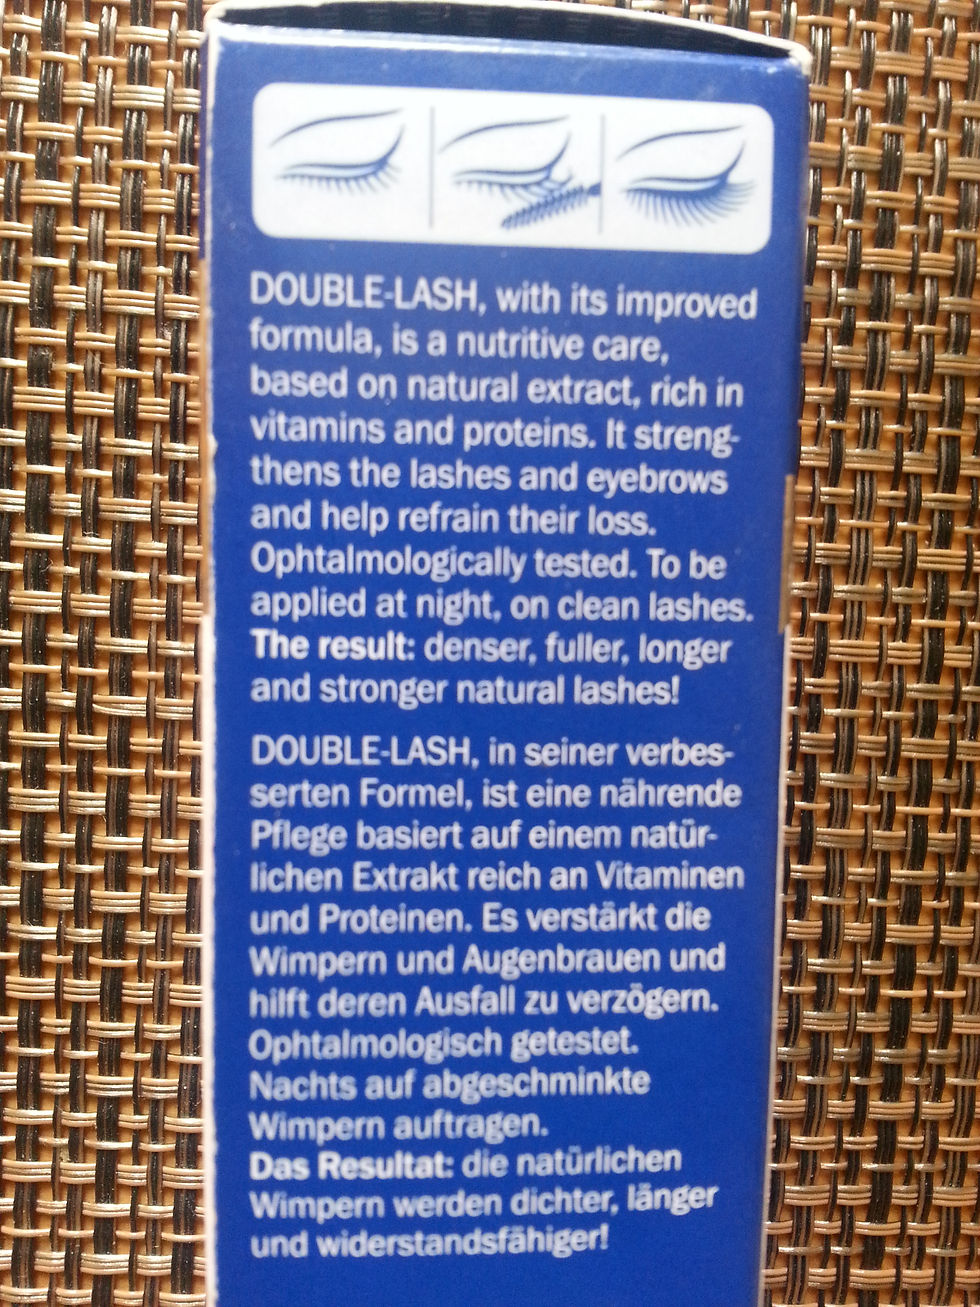 DOUBLE-LASH, with its improved
formula, is a nutritive care,
based on natural extract, rich in
vitamins and proteins. It streng-
thens the lashes and eyebrows
and help refrain their loss.
Ophtalmologically tested. To be
applied at night, on clean lashes.
The result: denser, fuller, longer
and stronger natural lashes!
DOUBLE-LASH, in seiner verbes-
serten Formel, ist eine nährende
Pflege basiert auf einem natür-
lichen Extrakt reich an Vitaminen
und Proteinen. Es verstärkt die
Wimpern und Augenbrauen und
hilft deren Ausfall zu verzögern.
Ophtalmologisch getestet.
Nachts auf abgeschminkte
Wimpern auftragen.
Das Resultat: die natürlichen
Wimpern werden dichter, länger
und widerstandsfähiger!